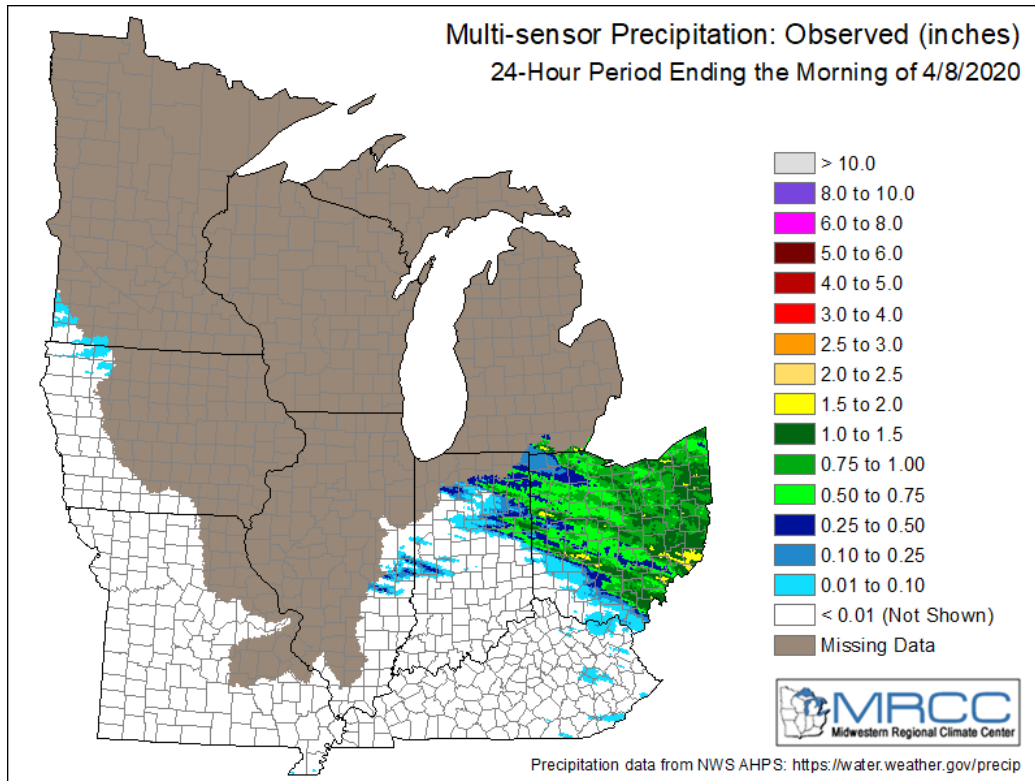 Multi-sensor Precipitation: Observed (inches)
24-Hour Period Ending the Morning of 4/8/2020
> 10.0
8.0 to 10.0
6.0 to 8.0
5.0 to 6.0
4.0 to 5.0
3.0 to 4.0
2.5 to 3.0
2.0 to 2.5
1.5 to 2.0
1.0 to 1.5
0.75 to 1.00
0.50 to 0.75
0.25 to 0.50
0.10 to 0.25
0.01 to 0.10
< 0.01 (Not Shown)
Missing Data
MRCC
Midwestern Regional Climate Center
Precipitation data from NWS AHPS: https://water.weather.gov/precip